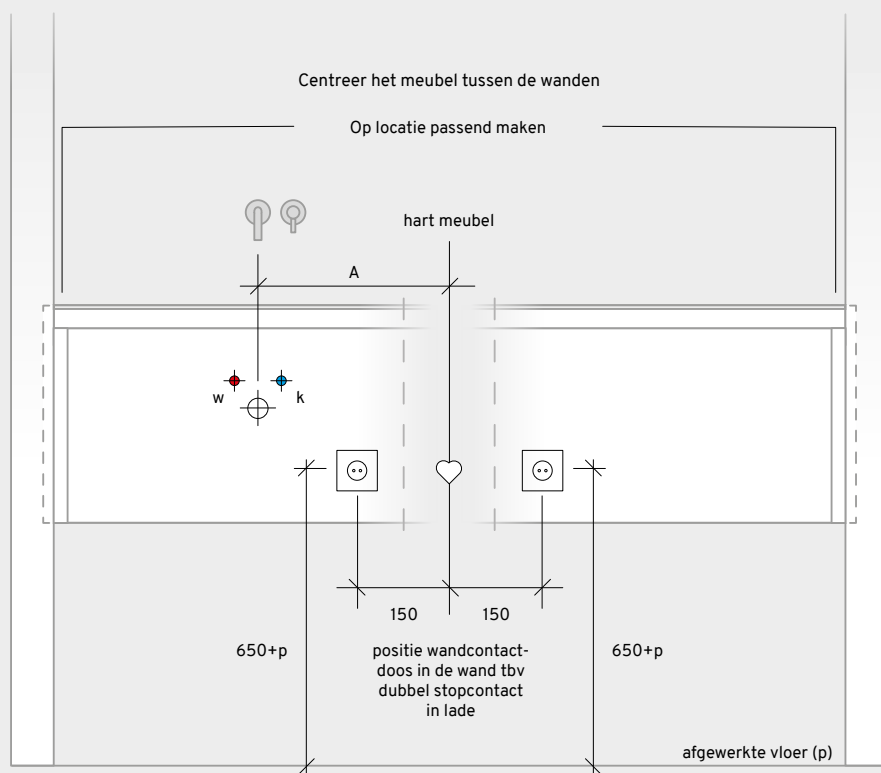 Centreer het meubel tussen de wanden
Op locatie passend maken
hart meubel
A
w
k
150
150
650+p
positie wandcontact-
doos in de wand tbv
dubbel stopcontact
in lade
650+p
afgewerkte vloer (p)